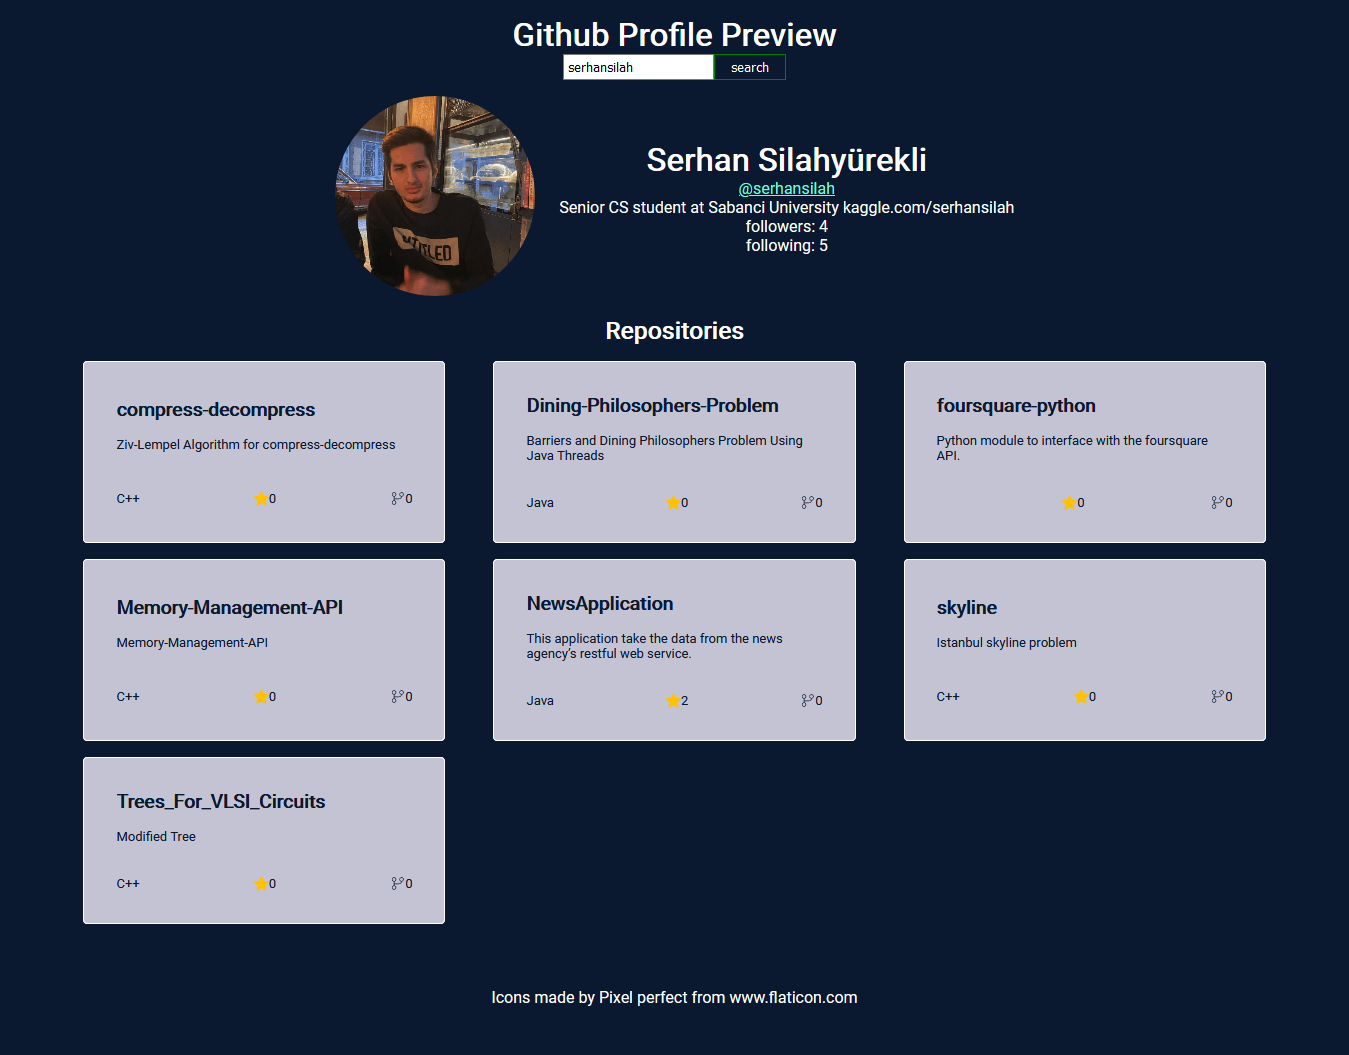 Github Profile Preview
serhansilah
search
Serhan Silahyürekli
@serhansilah
Senior CS student at Sabanci University kaggle.com/serhansilah
followers: 4
following: 5
Repositories
compress-decompress
Ziv-Lempel Algorithm for compress-decompress
C++ 0 0
Dining-Philosophers-Problem
Barriers and Dining Philosophers Problem Using
Java Threads
Java 0 0
foursquare-python
Python module to interface with the foursquare
API.
0 0
Memory-Management-API
Memory-Management-API
C++ 0 0
NewsApplication
This application take the data from the news
agency's restful web service.
Java 2 0
skyline
Istanbul skyline problem
C++ 0 0
Trees_For_VLSI_Circuits
Modified Tree
C++ 0 0
Icons made by Pixel perfect from www.flaticon.com